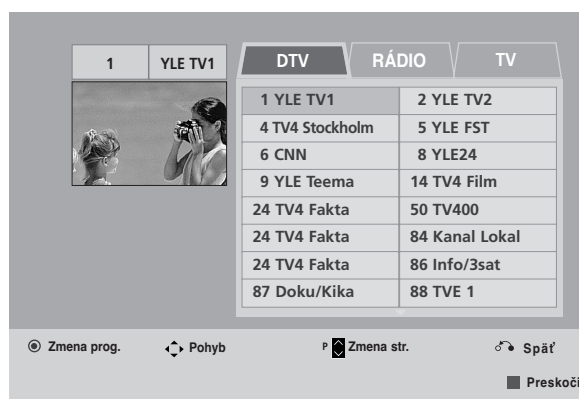 1 YLE TV1
DTV RÁDIO TV
1 YLE TV1 2 YLE TV2
4 TV4 Stockholm 5 YLE FST
6 CNN 8 YLE24
9 YLE Teema 14 TV4 Film
24 TV4 Fakta 50 TV400
24 TV4 Fakta 84 Kanal Lokal
24 TV4 Fakta 86 Info/3sat
87 Doku/Kika 88 TVE 1
Zmena prog. Pohyb P Zmena str. Späť
Preskoči